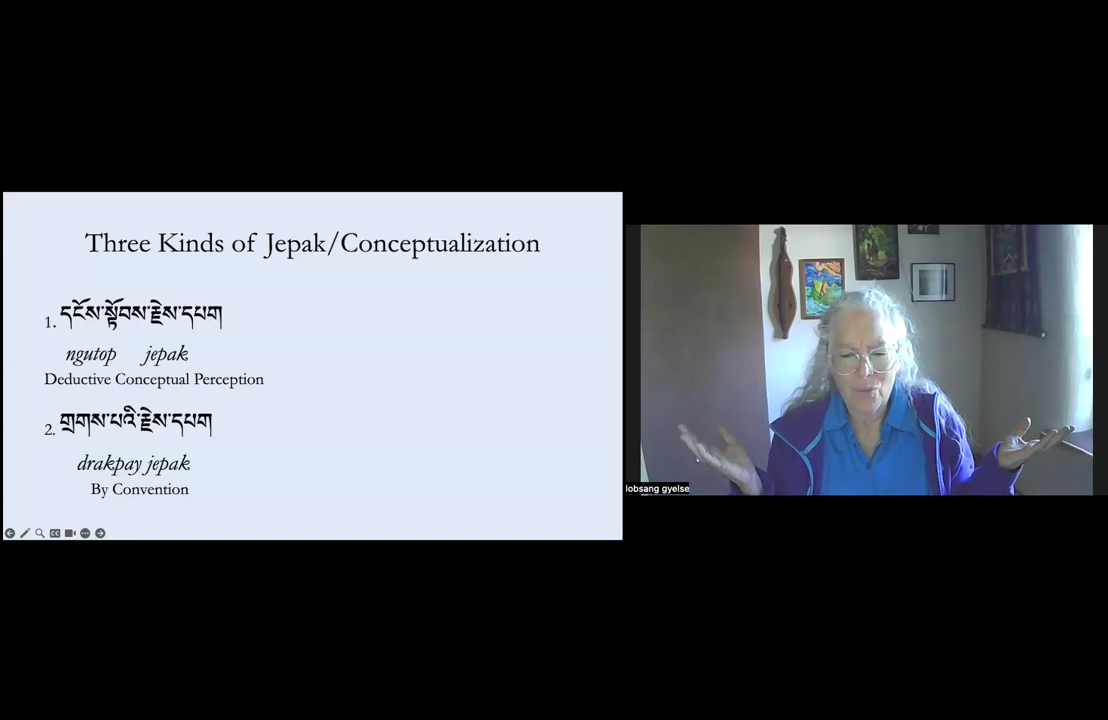 Three Kinds of Jepak/Conceptualization
1. དངོས་སྟོབས་རྗེས་དཔག
ngutop jepak
Deductive Conceptual Perception
2. གྲགས་པའི་རྗེས་དཔག
drakpay jepak
By Convention
lobsang gyelse